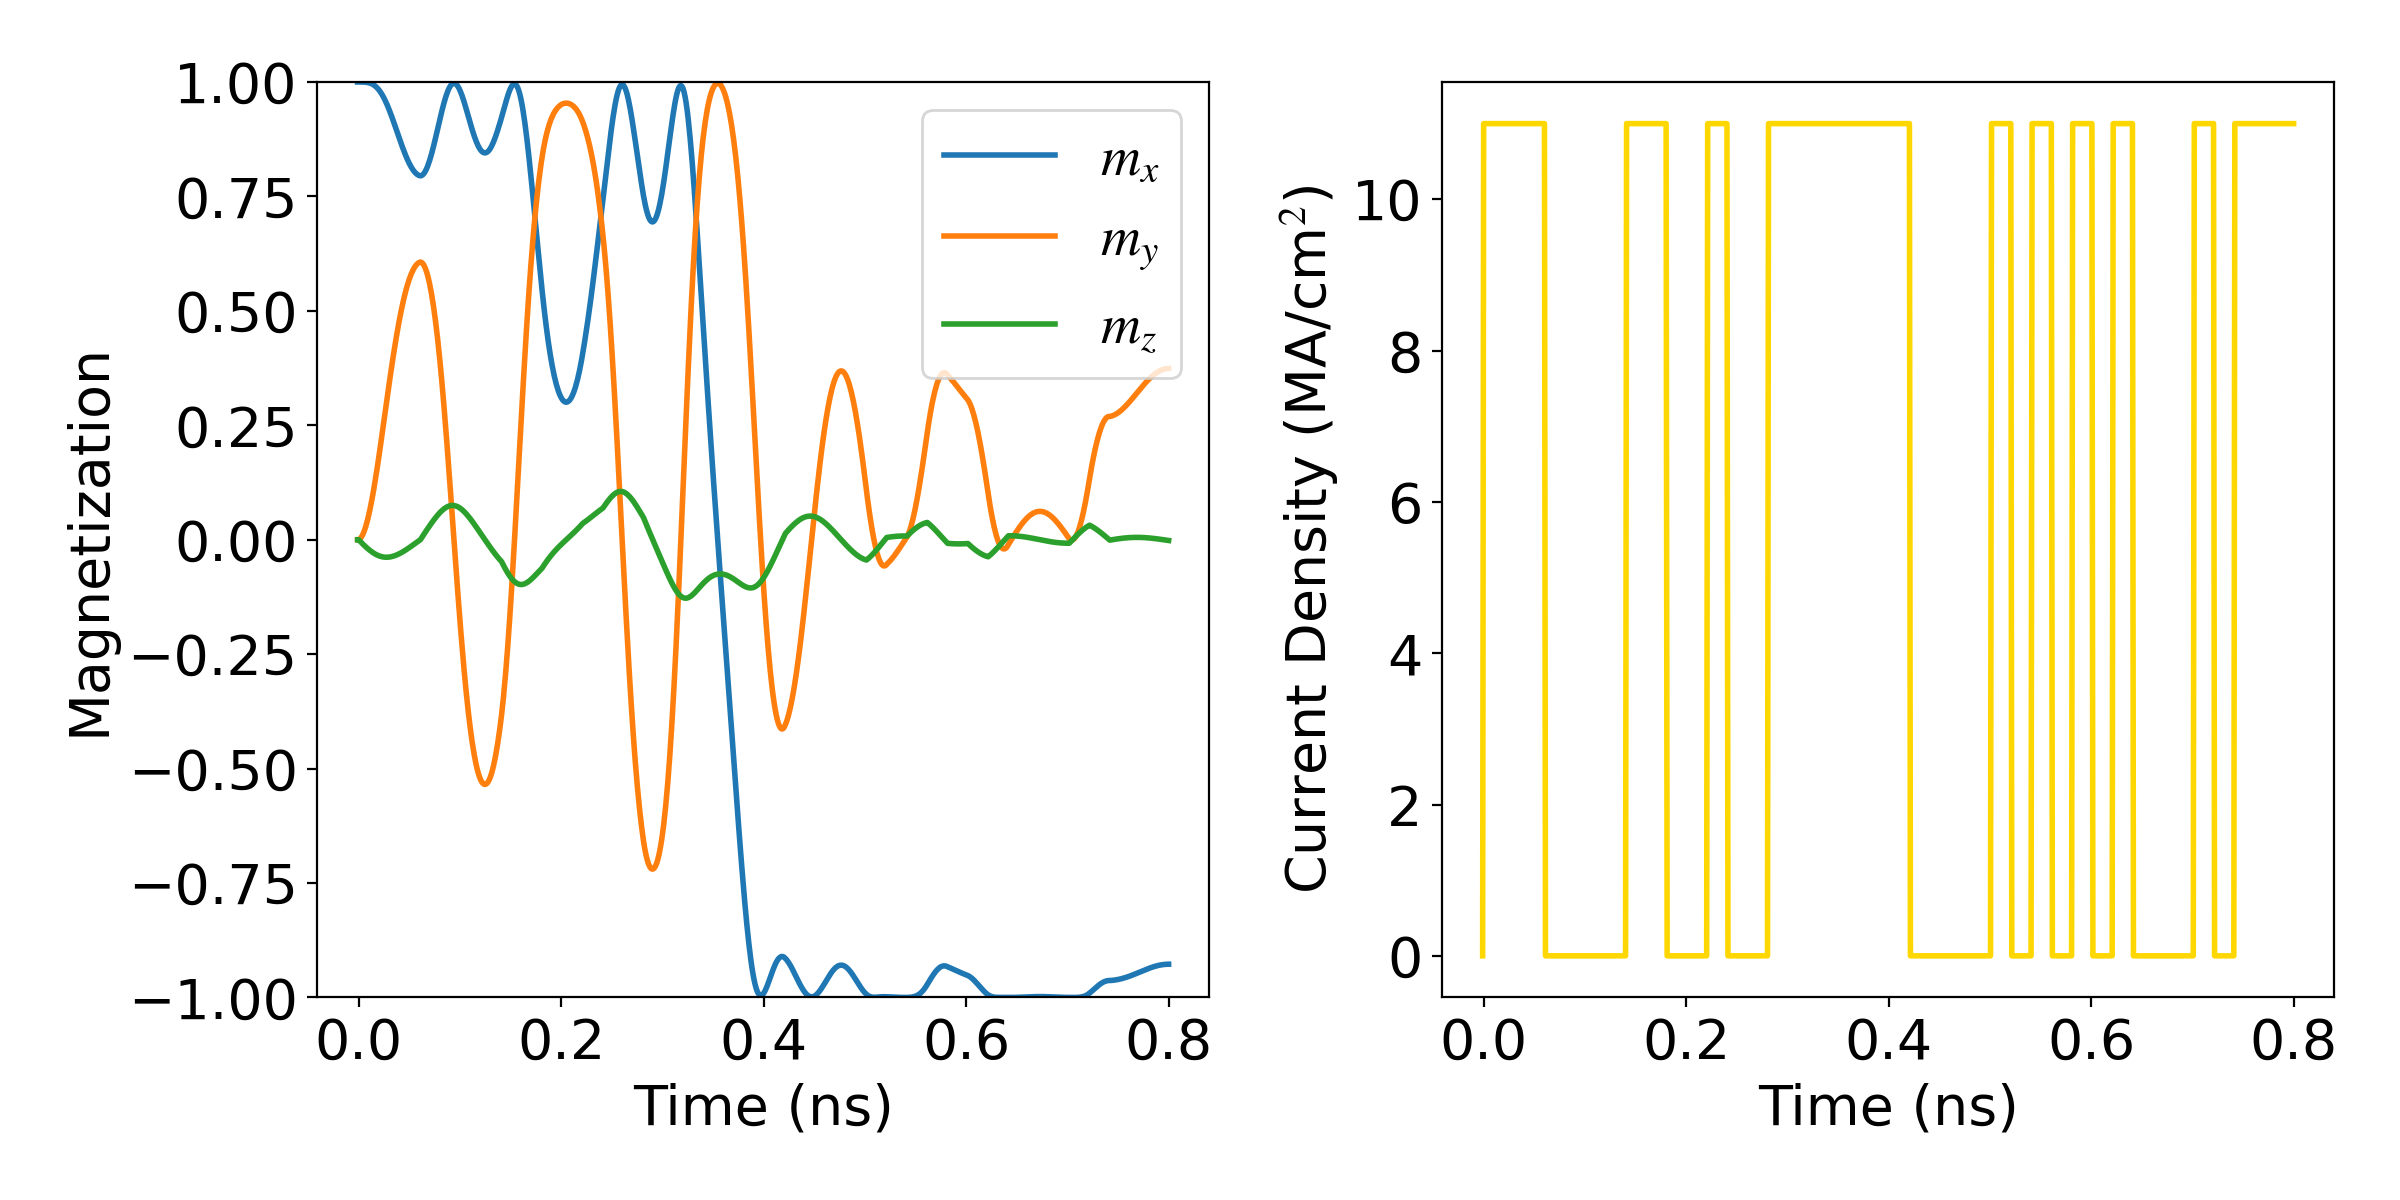 Magnetization
1.00
0.75
0.50
0.25
0.00
−0.25
−0.50
−0.75
−1.00
0.0 0.2 0.4 0.6 0.8
Time (ns)
m_x
m_y
m_z
Current Density (MA/cm²)
10
8
6
4
2
0
0.0 0.2 0.4 0.6 0.8
Time (ns)